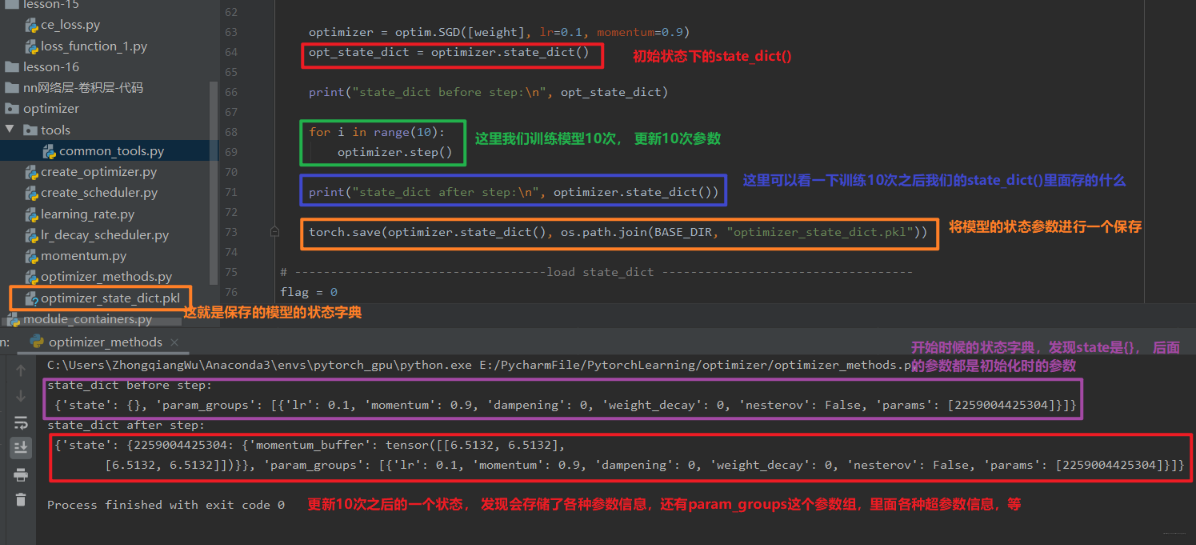 lesson-15
ce_loss.py
loss_function_1.py
lesson-16
nn网络层-卷积层-代码
optimizer
tools
common_tools.py
create_optimizer.py
create_scheduler.py
learning_rate.py
lr_decay_scheduler.py
momentum.py
optimizer_methods.py
optimizer_state_dict.pkl
这就是保存的模型的状态字典
module_containers.py
62
63 optimizer = optim.SGD([weight], lr=0.1, momentum=0.9)
64 opt_state_dict = optimizer.state_dict() 初始状态下的state_dict()
65
66 print("state_dict before step:\n", opt_state_dict)
67
68 for i in range(10): 这里我们训练模型10次, 更新10次参数
69 optimizer.step()
70
71 print("state_dict after step:\n", optimizer.state_dict()) 这里可以看一下训练10次之后我们的state_dict()里面存的什么
72
73 torch.save(optimizer.state_dict(), os.path.join(BASE_DIR, "optimizer_state_dict.pkl")) 将模型的状态参数进行一个保存
74
75 # -----------------------------------load state_dict -----------------------------------
76 flag = 0
n: optimizer_methods ×
开始时候的状态字典，发现state是{}， 后面的参数都是初始化时的参数
C:\Users\ZhongqiangWu\Anaconda3\envs\pytorch_gpu\python.exe E:/PycharmFile/PytorchLearning/optimizer/optimizer_methods.p
state_dict before step:
{'state': {}, 'param_groups': [{'lr': 0.1, 'momentum': 0.9, 'dampening': 0, 'weight_decay': 0, 'nesterov': False, 'params': [2259004425304]}]}
state_dict after step:
{'state': {2259004425304: {'momentum_buffer': tensor([[6.5132, 6.5132],
[6.5132, 6.5132]])}}, 'param_groups': [{'lr': 0.1, 'momentum': 0.9, 'dampening': 0, 'weight_decay': 0, 'nesterov': False, 'params': [2259004425304]}]}
Process finished with exit code 0 更新10次之后的一个状态， 发现会存储了各种参数信息，还有param_groups这个参数组，里面各种超参数信息，等